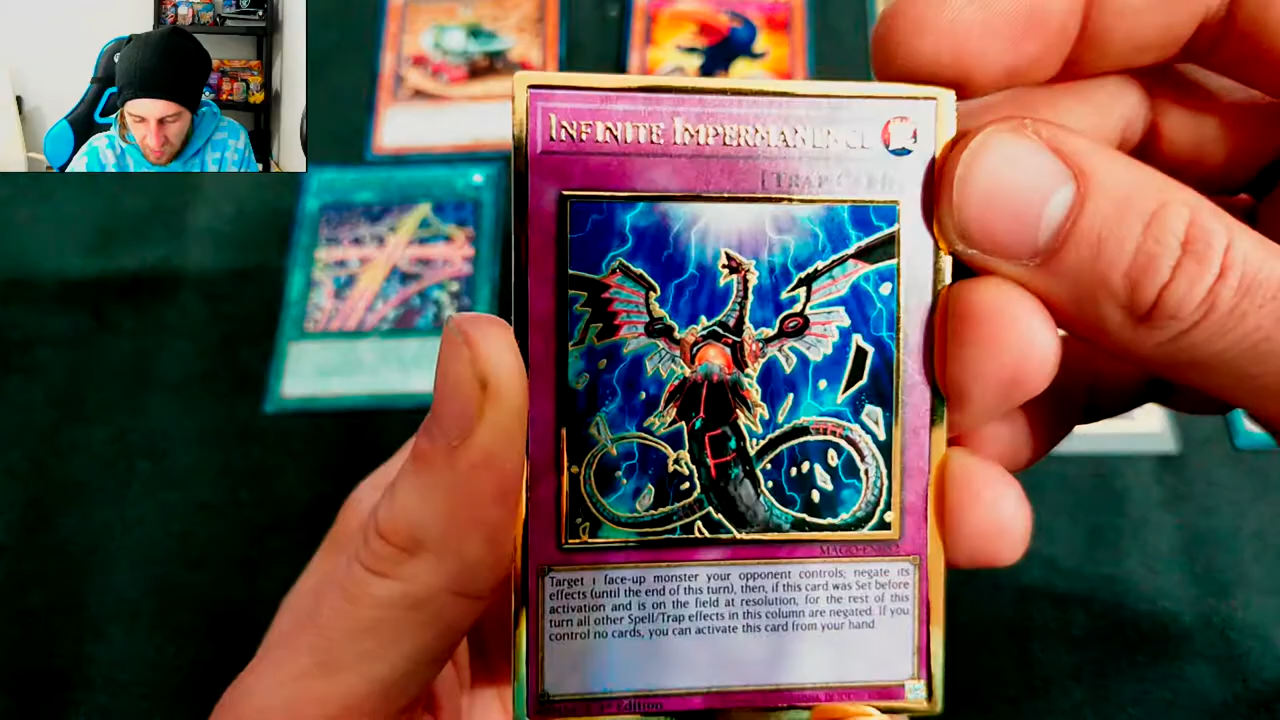 INFINITE IMPERMANENCE
[TRAP CARD
Target 1 face-up monster your opponent controls; negate its
effects (until the end of this turn), then, if this card was Set before
activation and is on the field at resolution, for the rest of this
turn all other Spell/Trap effects in this column are negated. If you
control no cards, you can activate this card from your hand.
1st Edition